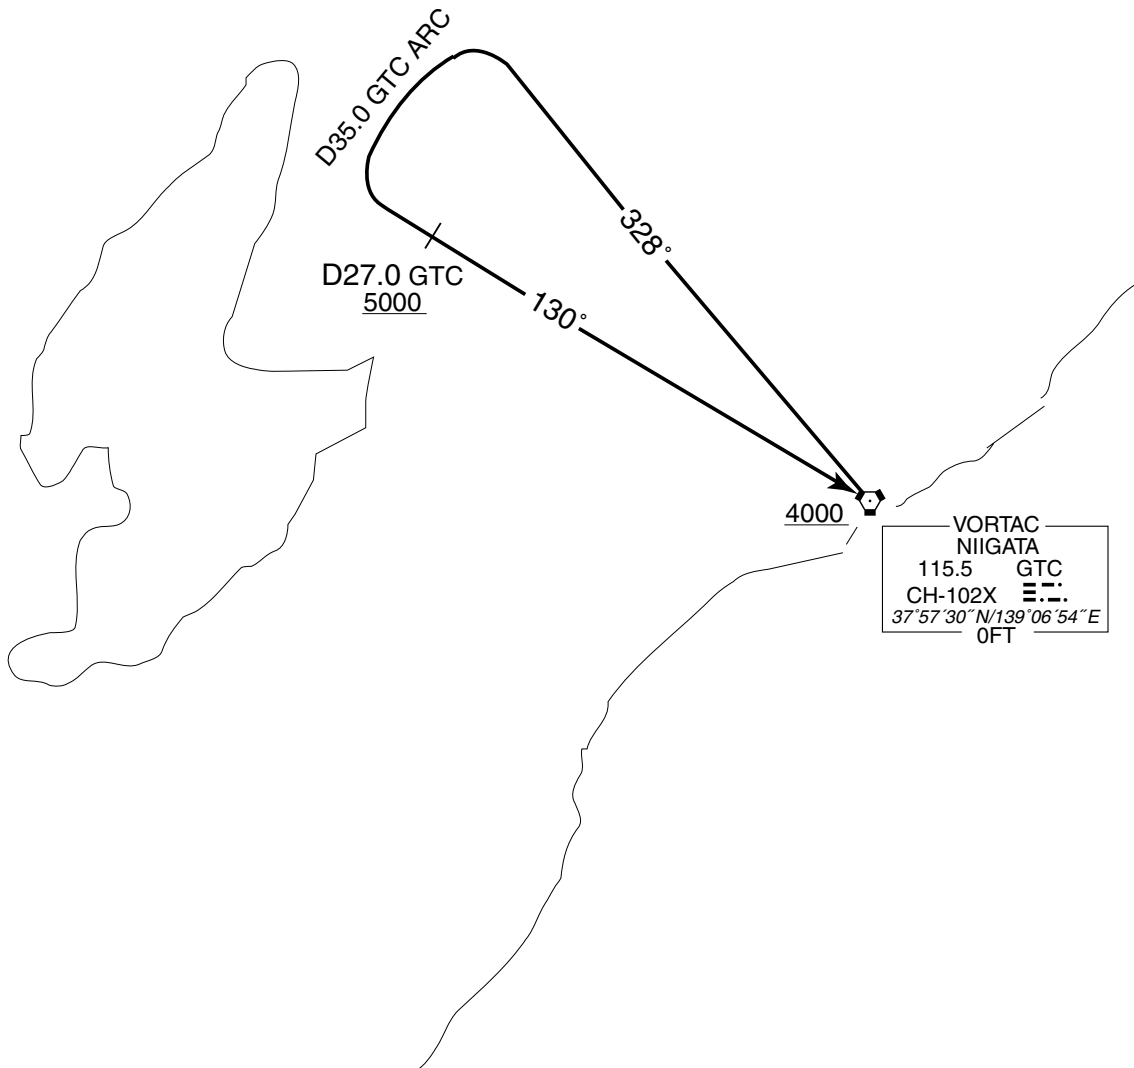 D35.0 GTC ARC
328°
D27.0 GTC
5000
130°
4000
VORTAC
NIIGATA
115.5 GTC
CH-102X
37°57´30˝N/139°06´54˝E
0FT